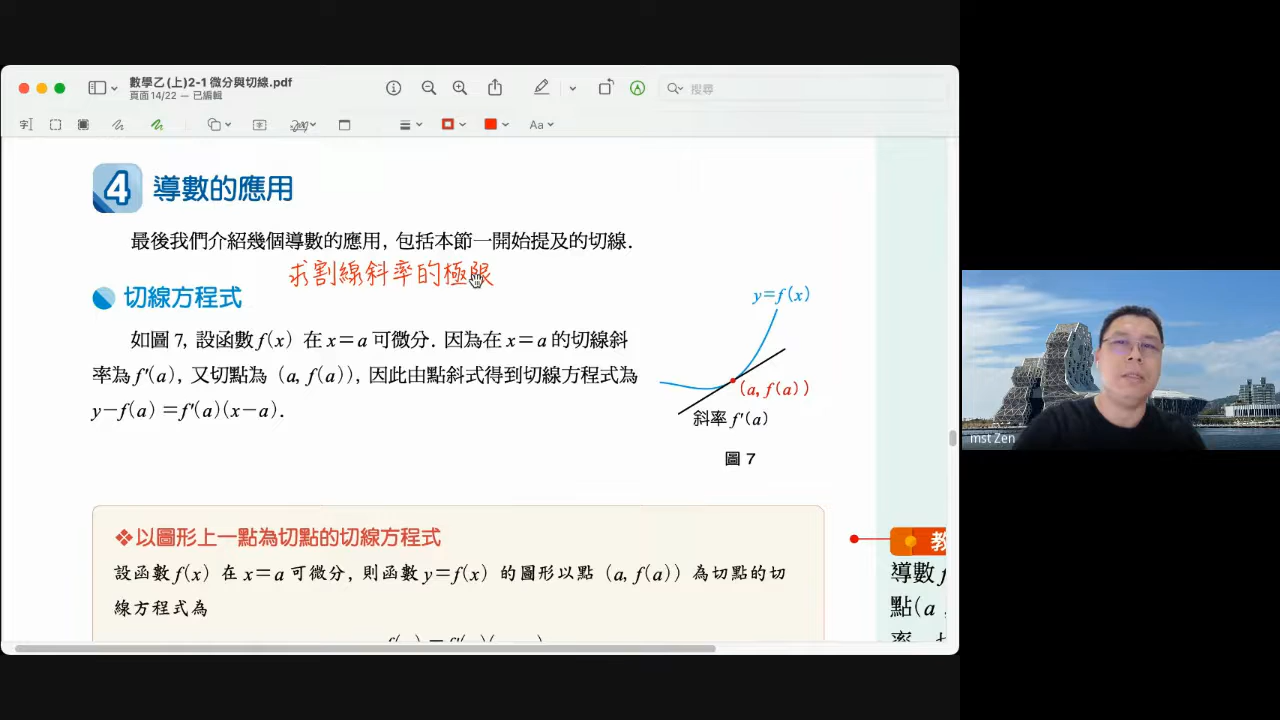 數學乙(上)2-1 微分與切線.pdf
頁面 14/22 — 已編輯
搜尋
Aa
4 導數的應用
最後我們介紹幾個導數的應用, 包括本節一開始提及的切線.
求割線斜率的極限
切線方程式
如圖 7, 設函數 f(x) 在 x=a 可微分. 因為在 x=a 的切線斜
率為 f'(a), 又切點為 (a, f(a)), 因此由點斜式得到切線方程式為
y-f(a)=f'(a)(x-a).
y=f(x)
(a, f(a))
斜率 f'(a)
圖 7
❖以圖形上一點為切點的切線方程式
設函數 f(x) 在 x=a 可微分, 則函數 y=f(x) 的圖形以點 (a, f(a)) 為切點的切
線方程式為
導數
點(a ,
率
mst Zen